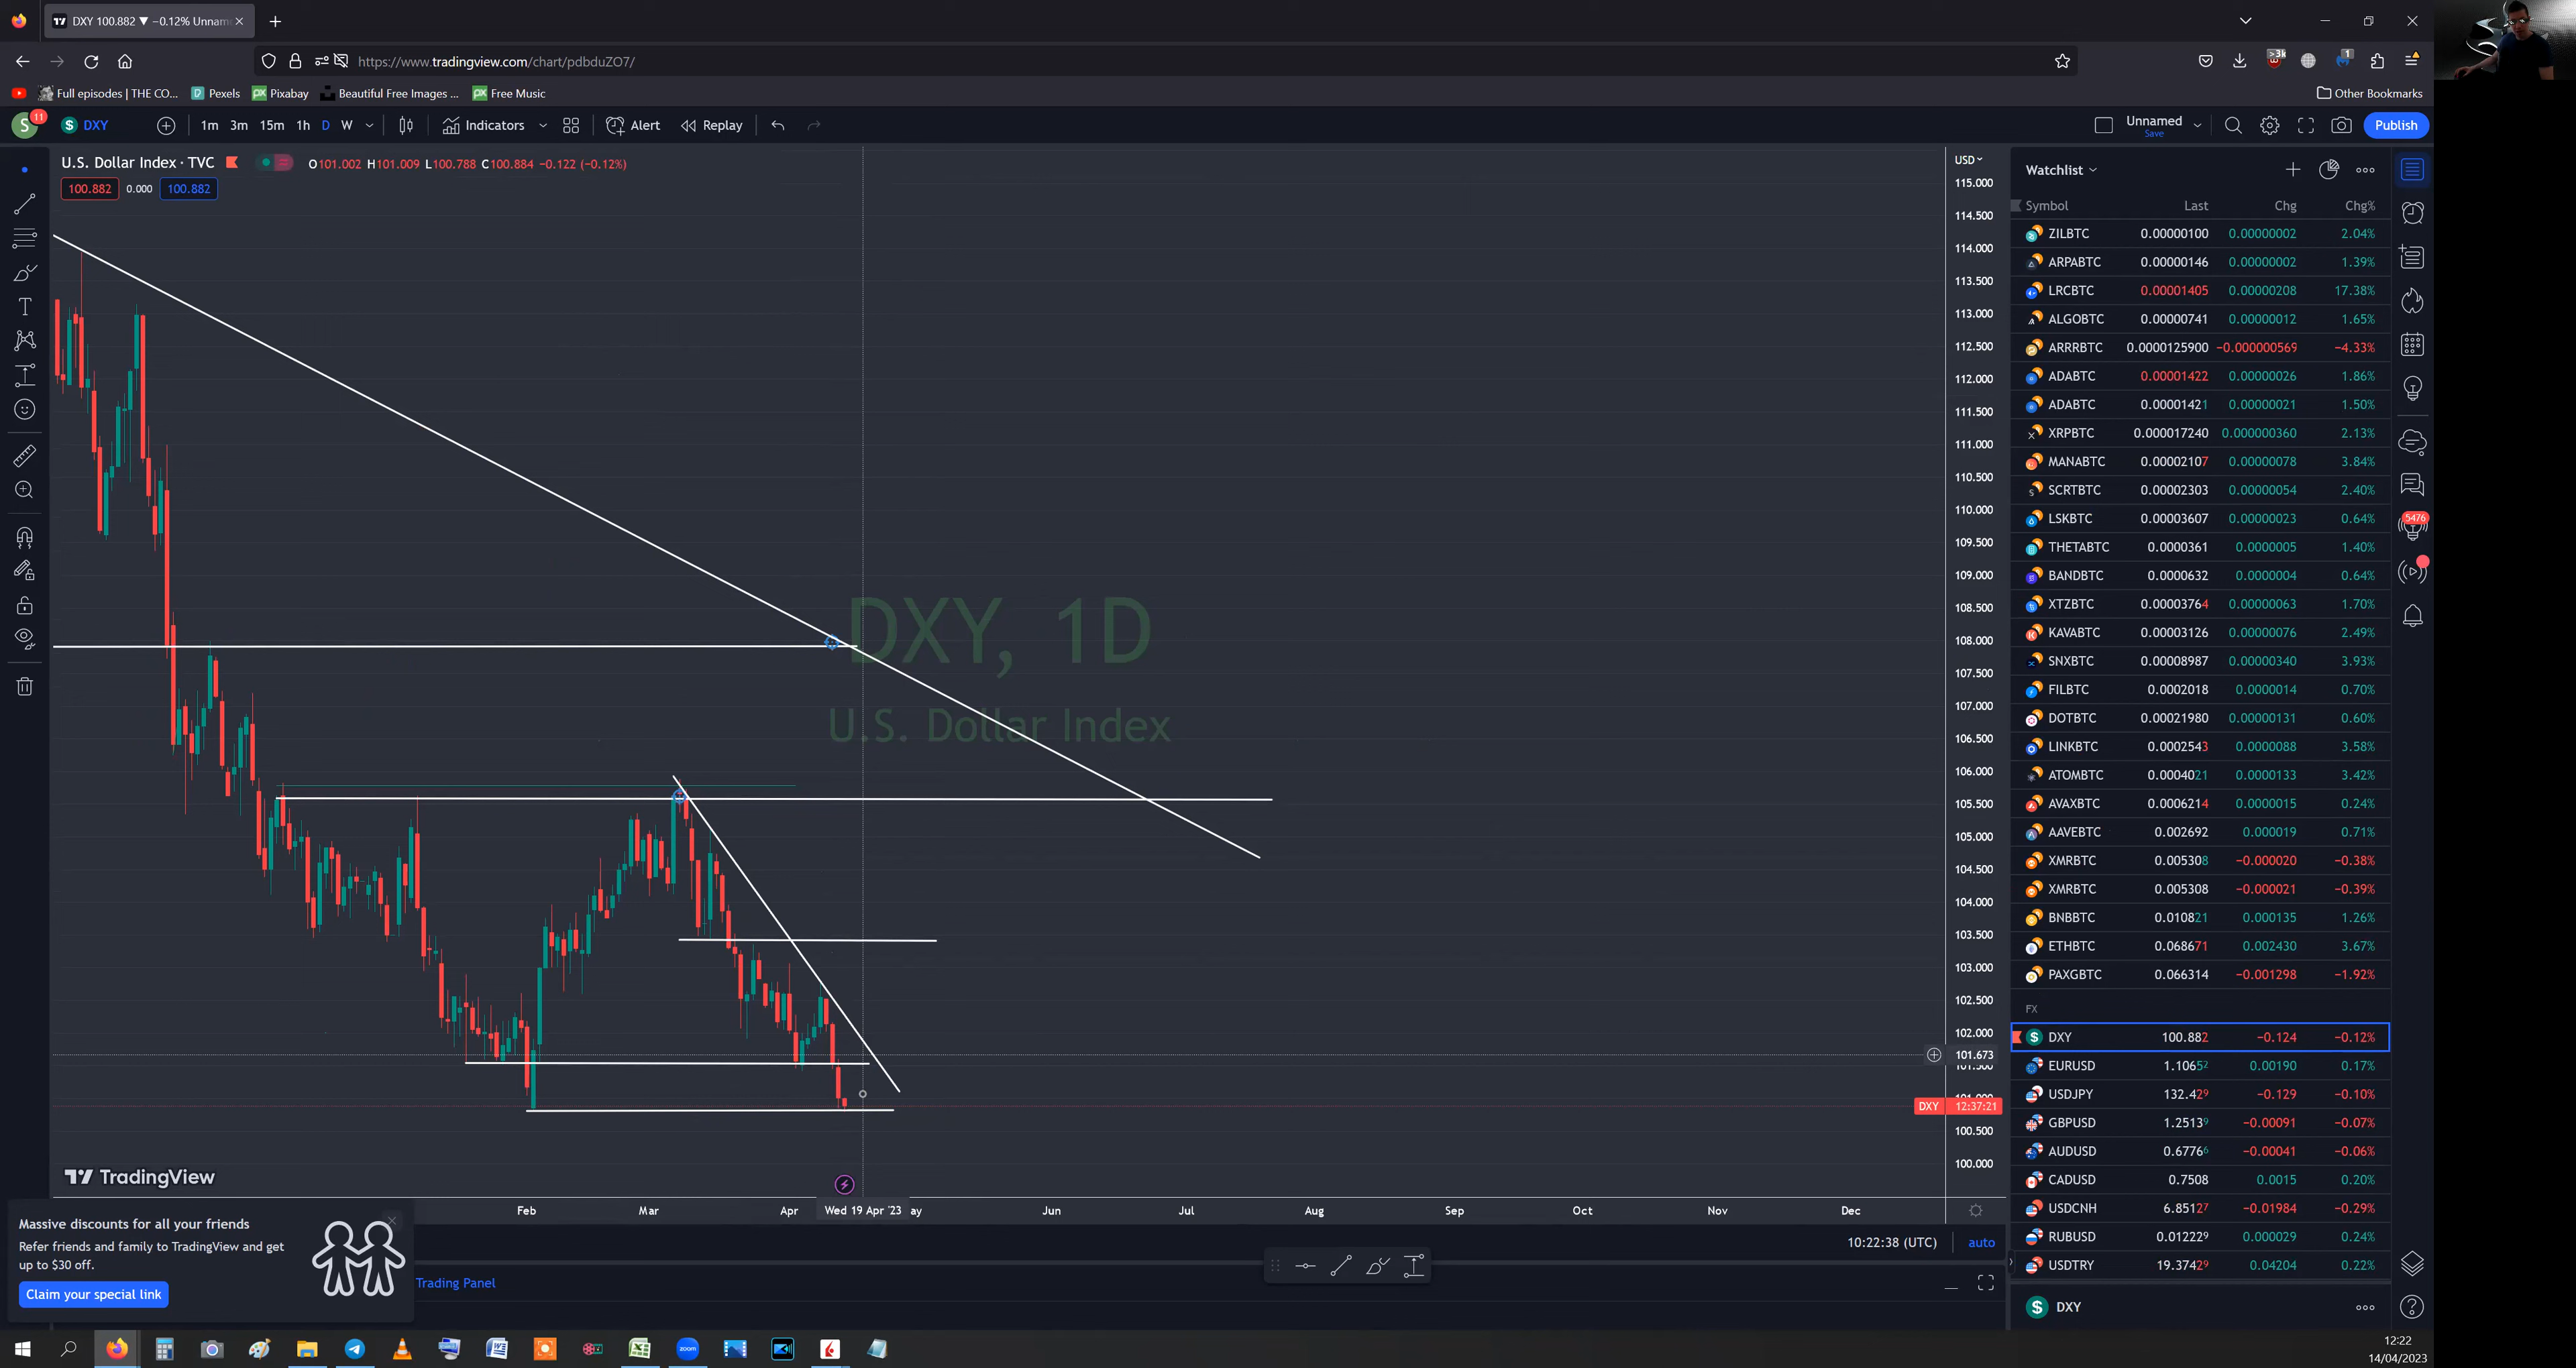 DXY 100.882 ▼ −0.12% Unnam
https://www.tradingview.com/chart/pdbduZO7/
>3k
1
Full episodes | THE CO...
Pexels
Pixabay
Beautiful Free Images ...
Free Music
Other Bookmarks
S
11
DXY
1m 3m 15m 1h D W
Indicators
Alert
Replay
Unnamed
Save
Publish
U.S. Dollar Index · TVC
O101.002 H101.009 L100.788 C100.884 −0.122 (−0.12%)
100.882 0.000 100.882
USD
115.000
114.500
114.000
113.500
113.000
112.500
112.000
111.500
111.000
110.500
110.000
109.500
109.000
108.500
108.000
107.500
107.000
106.500
106.000
105.500
105.000
104.500
104.000
103.500
103.000
102.500
102.000
101.673
DXY 12:37:21
100.500
100.000
DXY, 1D
U.S. Dollar Index
TradingView
Feb Mar Apr Wed 19 Apr '23 ay Jun Jul Aug Sep Oct Nov Dec
10:22:38 (UTC) auto
Massive discounts for all your friends
Refer friends and family to TradingView and get
up to $30 off.
Claim your special link
Trading Panel
Watchlist
Symbol Last Chg Chg%
ZILBTC 0.00000100 0.00000002 2.04%
ARPABTC 0.00000146 0.00000002 1.39%
LRCBTC 0.00001405 0.00000208 17.38%
ALGOBTC 0.00000741 0.00000012 1.65%
ARRRBTC 0.0000125900 −0.000000569 −4.33%
ADABTC 0.00001422 0.00000026 1.86%
ADABTC 0.00001421 0.00000021 1.50%
XRPBTC 0.000017240 0.000000360 2.13%
MANABTC 0.00002107 0.00000078 3.84%
SCRTBTC 0.00002303 0.00000054 2.40%
LSKBTC 0.00003607 0.00000023 0.64%
THETABTC 0.0000361 0.0000005 1.40%
BANDBTC 0.0000632 0.0000004 0.64%
XTZBTC 0.00003764 0.00000063 1.70%
KAVABTC 0.00003126 0.00000076 2.49%
SNXBTC 0.00008987 0.00000340 3.93%
FILBTC 0.0002018 0.0000014 0.70%
DOTBTC 0.00021980 0.00000131 0.60%
LINKBTC 0.0002543 0.0000088 3.58%
ATOMBTC 0.0004021 0.0000133 3.42%
AVAXBTC 0.0006214 0.0000015 0.24%
AAVEBTC 0.002692 0.000019 0.71%
XMRBTC 0.005308 −0.000020 −0.38%
XMRBTC 0.005308 −0.000021 −0.39%
BNBBTC 0.010821 0.000135 1.26%
ETHBTC 0.068671 0.002430 3.67%
PAXGBTC 0.066314 −0.001298 −1.92%
FX
DXY 100.882 −0.124 −0.12%
EURUSD 1.10652 0.00190 0.17%
USDJPY 132.429 −0.129 −0.10%
GBPUSD 1.25139 −0.00091 −0.07%
AUDUSD 0.67766 −0.00041 −0.06%
CADUSD 0.7508 0.0015 0.20%
USDCNH 6.85127 −0.01984 −0.29%
RUBUSD 0.012229 0.000029 0.24%
USDTRY 19.37429 0.04204 0.22%
DXY
5476
zoom
12:22
14/04/2023